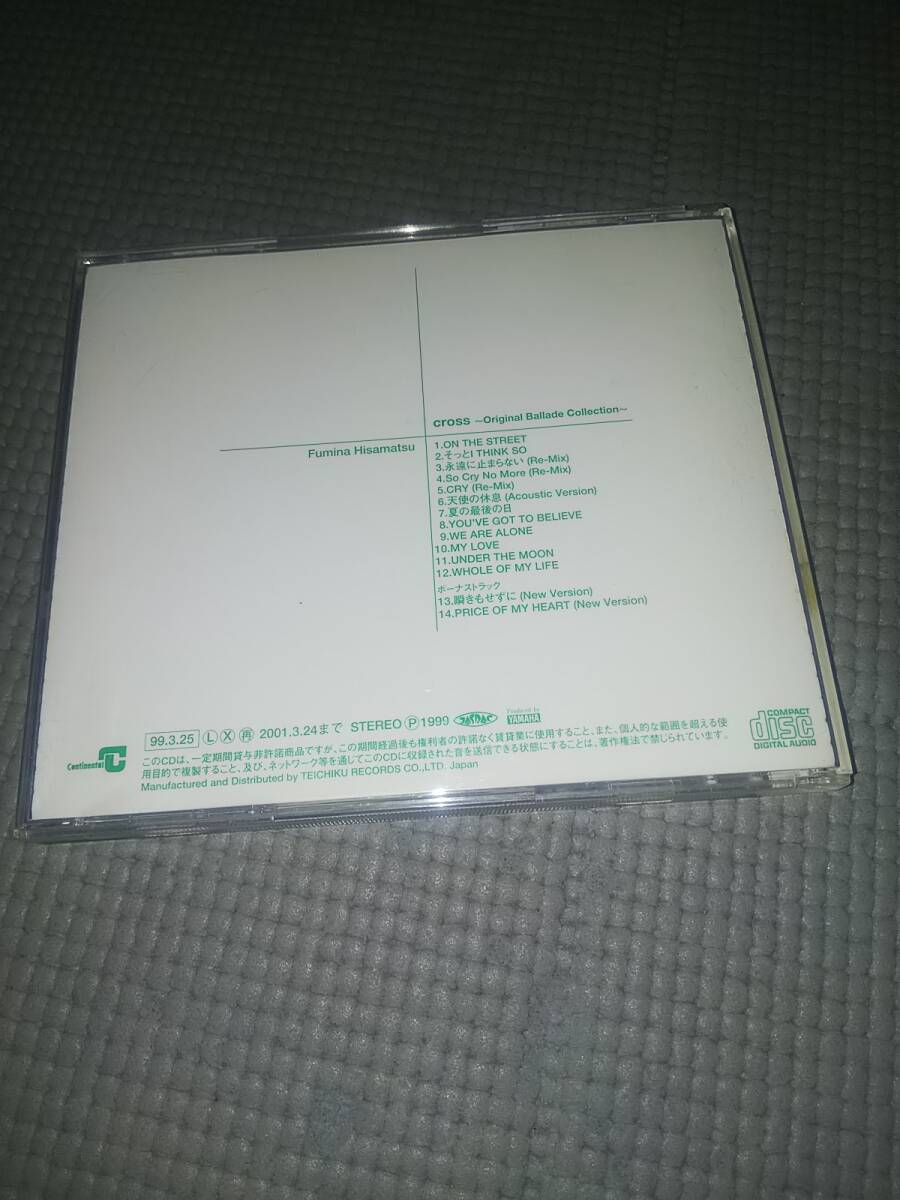 cross ~Original Ballade Collection~
Fumina Hisamatsu
1.ON THE STREET
2.そっとI THINK SO
3.永遠に止まらない (Re-Mix)
4.So Cry No More (Re-Mix)
5.CRY (Re-Mix)
6.天使の休息 (Acoustic Version)
7.夏の最後の日
8.YOU'VE GOT TO BELIEVE
9.WE ARE ALONE
10.MY LOVE
11.UNDER THE MOON
12.WHOLE OF MY LIFE
ボーナストラック
13.瞬きもせずに (New Version)
14.PRICE OF MY HEART (New Version)
Continental
99.3.25 Ⓛ Ⓧ ㊢ 2001.3.24まで STEREO Ⓟ 1999 JASRAC Produced by YAMAHA
このCDは、一定期間貸与非許諾商品ですが、この期間経過後も権利者の許諾なく賃貸業に使用すること、また、個人的な範囲を超える使
用目的で複製すること、及び、ネットワーク等を通じてこのCDに収録された音を送信できる状態にすることは、著作権法で禁じられています。
Manufactured and Distributed by TEICHIKU RECORDS CO.,LTD. Japan
COMPACT
disc
DIGITAL AUDIO